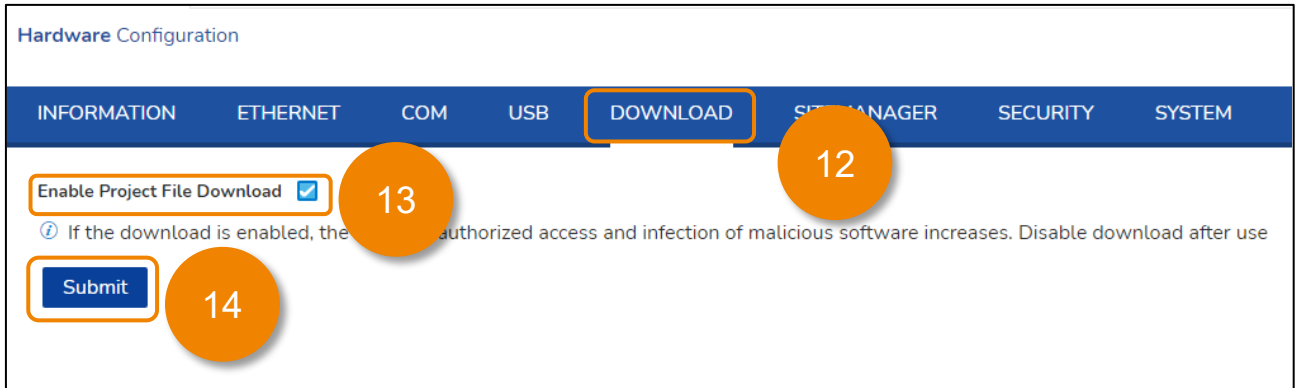 Hardware Configuration
INFORMATION ETHERNET COM USB DOWNLOAD MANAGER SECURITY SYSTEM
12
Enable Project File Download
13
If the download is enabled, the authorized access and infection of malicious software increases. Disable download after use
Submit
14